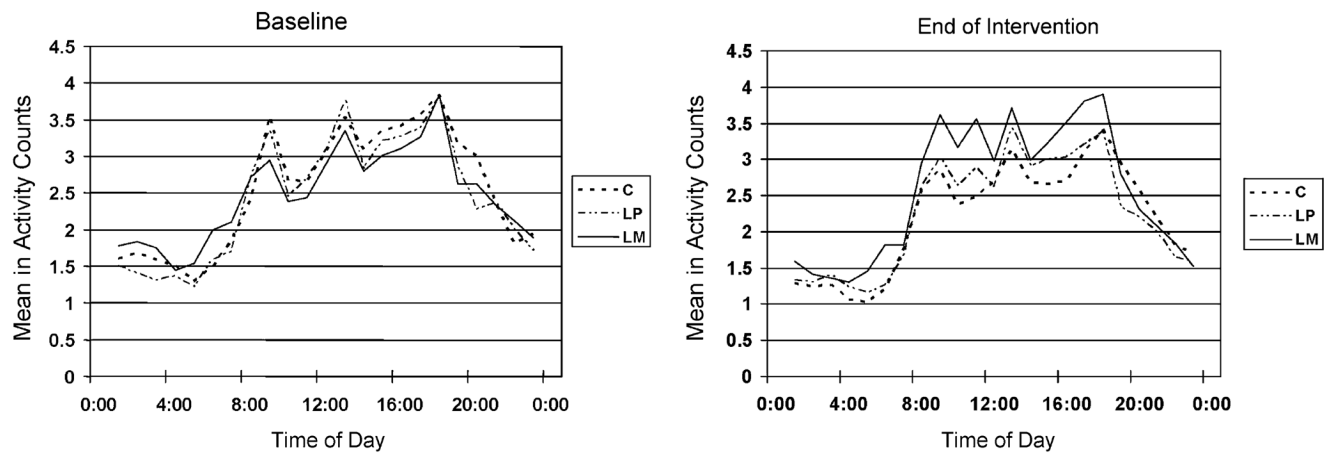 Baseline
Mean in Activity Counts
4.5
4
3.5
3
2.5
2
1.5
1
0.5
0
0:00 4:00 8:00 12:00 16:00 20:00 0:00
Time of Day
C
LP
LM
End of Intervention
Mean in Activity Counts
4.5
4
3.5
3
2.5
2
1.5
1
0.5
0
0:00 4:00 8:00 12:00 16:00 20:00 0:00
Time of Day
C
LP
LM